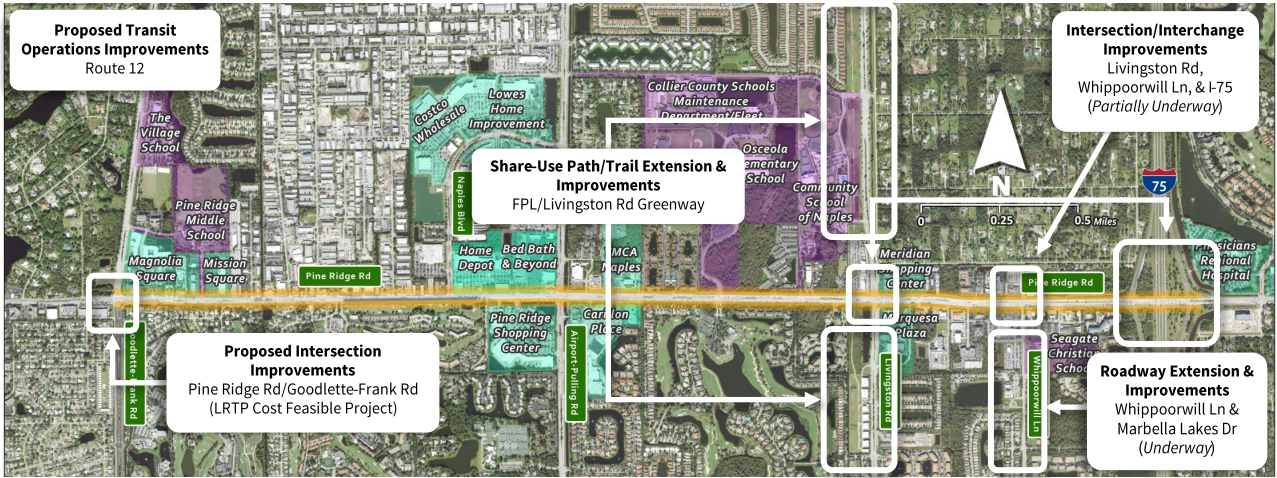 Proposed Transit
Operations Improvements
Route 12
Intersection/Interchange
Improvements
Livingston Rd,
Whippoorwill Ln, & I-75
(Partially Underway)
The
Village
School
Costco
Wholesale
Lowes
Home
Improvement
Collier County Schools
Maintenance
Department/Fleet
Osceola
School
Community
School
of Naples
Share-Use Path/Trail Extension &
Improvements
FPL/Livingston Rd Greenway
Naples Blvd
N
0
0.25
0.5 Miles
75
Pine Ridge
Middle
School
Magnolia
Square
Mission
Square
Pine Ridge Rd
Home
Depot
Bed Bath
& Beyond
Naples
Meridian
Shopping
Center
Pine Ridge Rd
Physicians
Regional
Hospital
Pine Ridge
Shopping
Center
Carillon
Place
Marquesa
Plaza
Seagate
Christian
School
Airport-Pulling Rd
Livingston Rd
Whippoorwill Ln
Proposed Intersection
Improvements
Pine Ridge Rd/Goodlette-Frank Rd
(LRTP Cost Feasible Project)
Roadway Extension &
Improvements
Whippoorwill Ln &
Marbella Lakes Dr
(Underway)